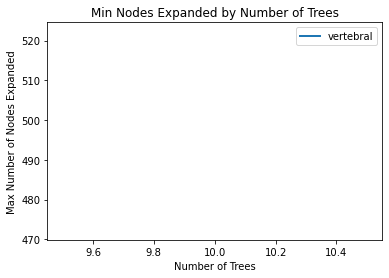 Min Nodes Expanded by Number of Trees
vertebral
Max Number of Nodes Expanded
520
510
500
490
480
470
9.6 9.8 10.0 10.2 10.4
Number of Trees